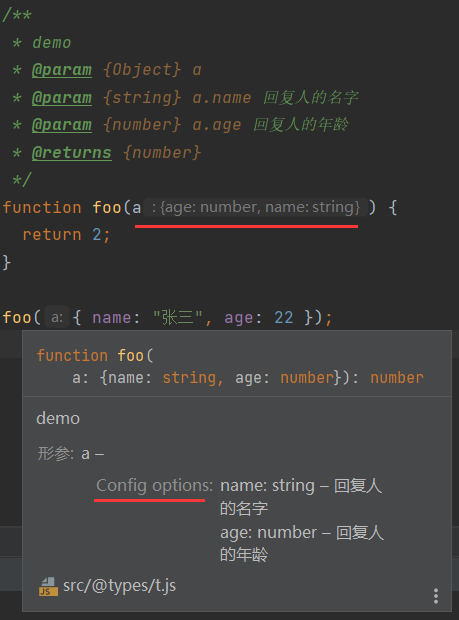 /**
 * demo
 * @param {Object} a
 * @param {string} a.name 回复人的名字
 * @param {number} a.age 回复人的年龄
 * @returns {number}
 */
function foo(a : {age: number, name: string} ) {
  return 2;
}
foo( a: { name: "张三", age: 22 });
function foo(
    a: {name: string, age: number}): number
demo
形参: a –
Config options: name: string – 回复人
的名字
age: number – 回复人
的年龄
JS src/@types/t.js